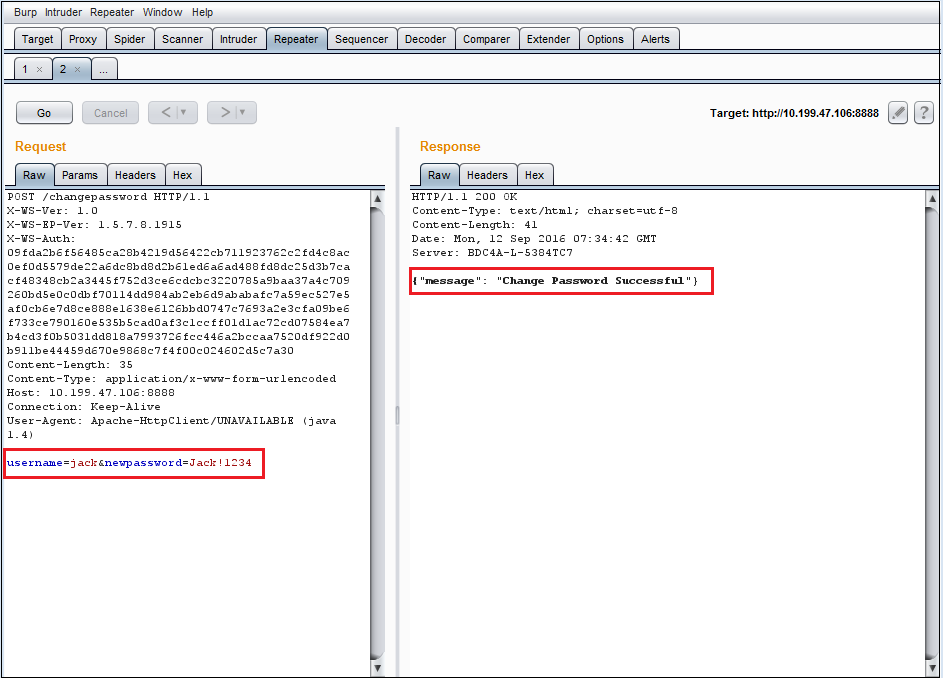 Burp Intruder Repeater Window Help
Target Proxy Spider Scanner Intruder Repeater Sequencer Decoder Comparer Extender Options Alerts
1 × 2 × ...
Go Cancel < > Target: http://10.199.47.106:8888 ?
Request
Raw Params Headers Hex
POST /changepassword HTTP/1.1
X-WS-Ver: 1.0
X-WS-EP-Ver: 1.5.7.8.1915
X-WS-Auth:
09fda2b6f56485ca28b4219d56422cb711923762c2fd4c8ac
0ef0d5579de22a6dc8bd8d2b61ed6a6ad488fd8dc25d3b7ca
cf48348cb2a3445f752d3ce6cdcbc3220785a9baa37a4c709
260bd5e0c0dbf70114dd984ab2eb6d9ababafc7a59ec527e5
af0cb6e7d8ce888e1638e6126bbd0747c7693a2e3cfa09be6
f733ce790160e535b5cad0af3c1ccff01d1ac72cd07584ea7
b4cd3f0b5031dd818a7993726fcc446a2bccaa7520df922d0
b911be44459d670e9868c7f4f00c024602d5c7a30
Content-Length: 35
Content-Type: application/x-www-form-urlencoded
Host: 10.199.47.106:8888
Connection: Keep-Alive
User-Agent: Apache-HttpClient/UNAVAILABLE (java
1.4)
username=jack&newpassword=Jack!1234
Response
Raw Headers Hex
HTTP/1.1 200 OK
Content-Type: text/html; charset=utf-8
Content-Length: 41
Date: Mon, 12 Sep 2016 07:34:42 GMT
Server: BDC4A-L-5384TC7
{"message": "Change Password Successful"}